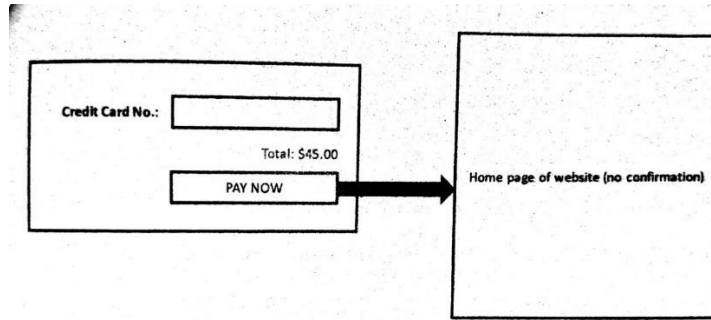 Credit Card No.:
Total: $45.00
PAY NOW
Home page of website (no confirmation)